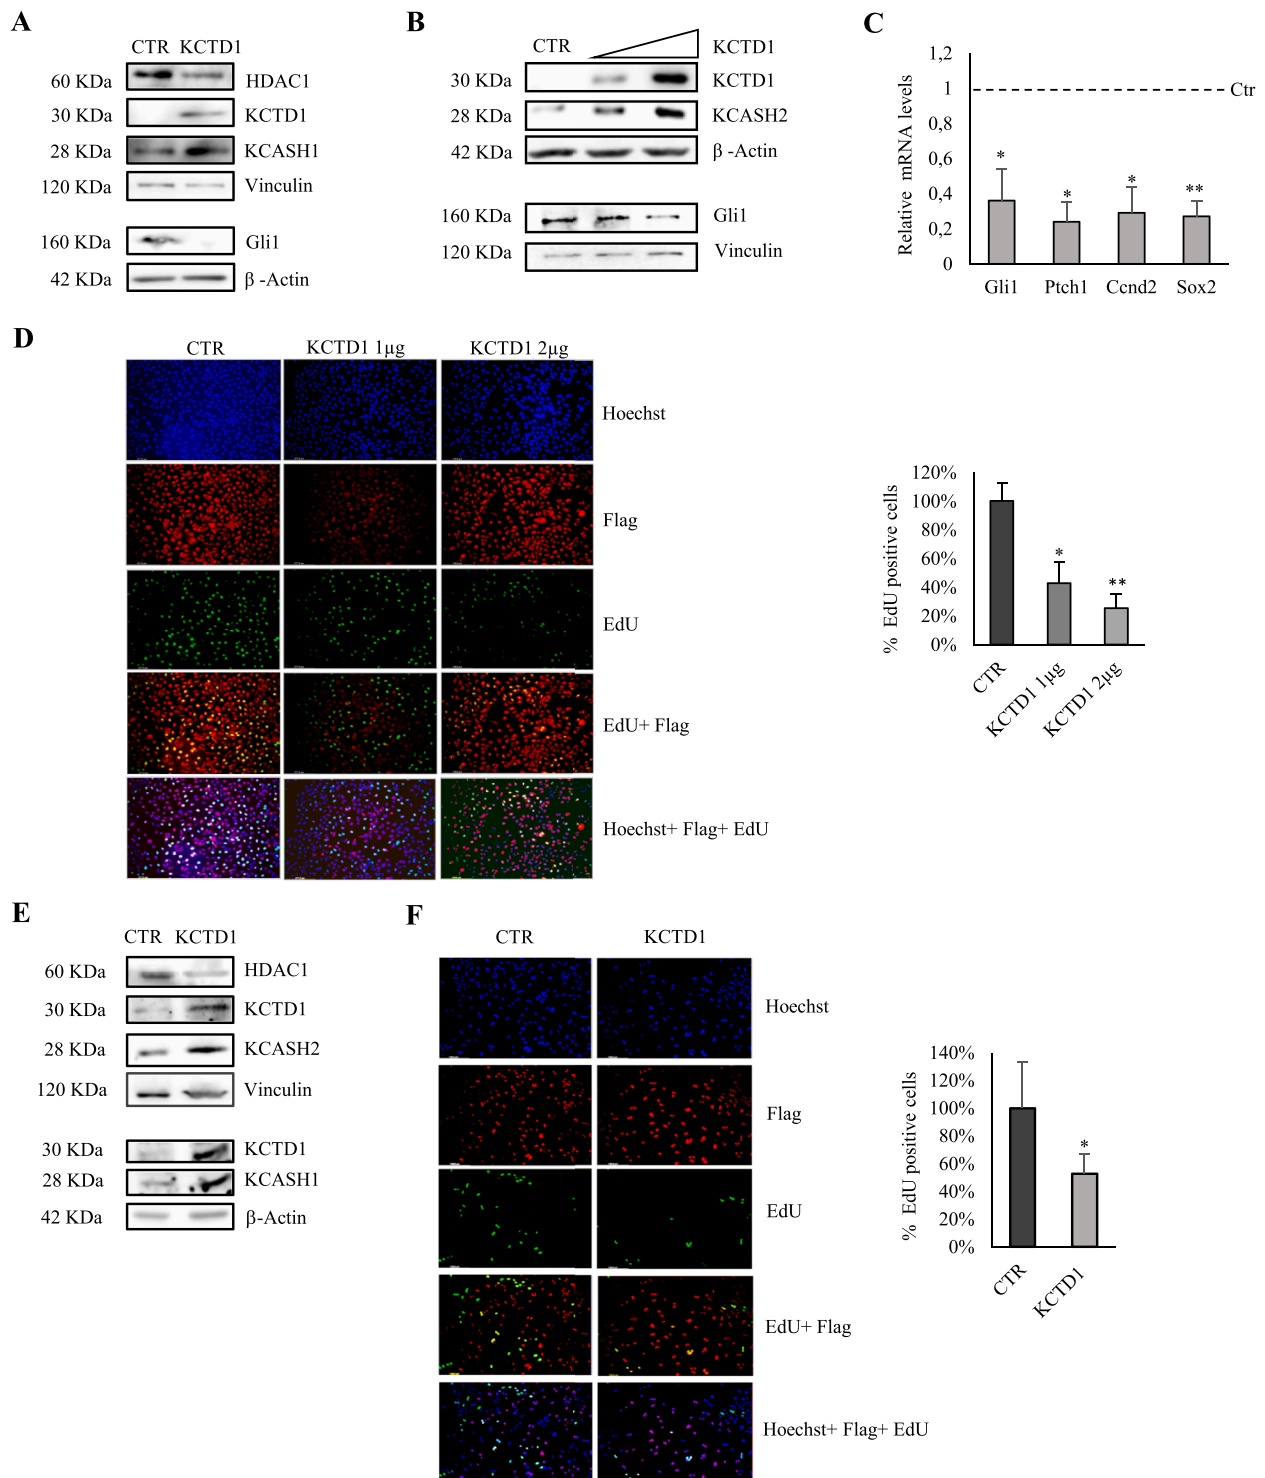 A
CTR KCTD1
60 KDa HDAC1
30 KDa KCTD1
28 KDa KCASH1
120 KDa Vinculin
160 KDa Gli1
42 KDa β -Actin
B
CTR KCTD1
30 KDa KCTD1
28 KDa KCASH2
42 KDa β -Actin
160 KDa Gli1
120 KDa Vinculin
C
Relative mRNA levels
1,2
1
0,8
0,6
0,4
0,2
0
Ctr
* * * **
Gli1 Ptch1 Ccnd2 Sox2
D
CTR KCTD1 1µg KCTD1 2µg
Hoechst
Flag
EdU
EdU+ Flag
Hoechst+ Flag+ EdU
% EdU positive cells
120%
100%
80%
60%
40%
20%
0%
* **
CTR KCTD1 1µg KCTD1 2µg
E
CTR KCTD1
60 KDa HDAC1
30 KDa KCTD1
28 KDa KCASH2
120 KDa Vinculin
30 KDa KCTD1
28 KDa KCASH1
42 KDa β-Actin
F
CTR KCTD1
Hoechst
Flag
EdU
EdU+ Flag
Hoechst+ Flag+ EdU
% EdU positive cells
140%
120%
100%
80%
60%
40%
20%
0%
*
CTR KCTD1